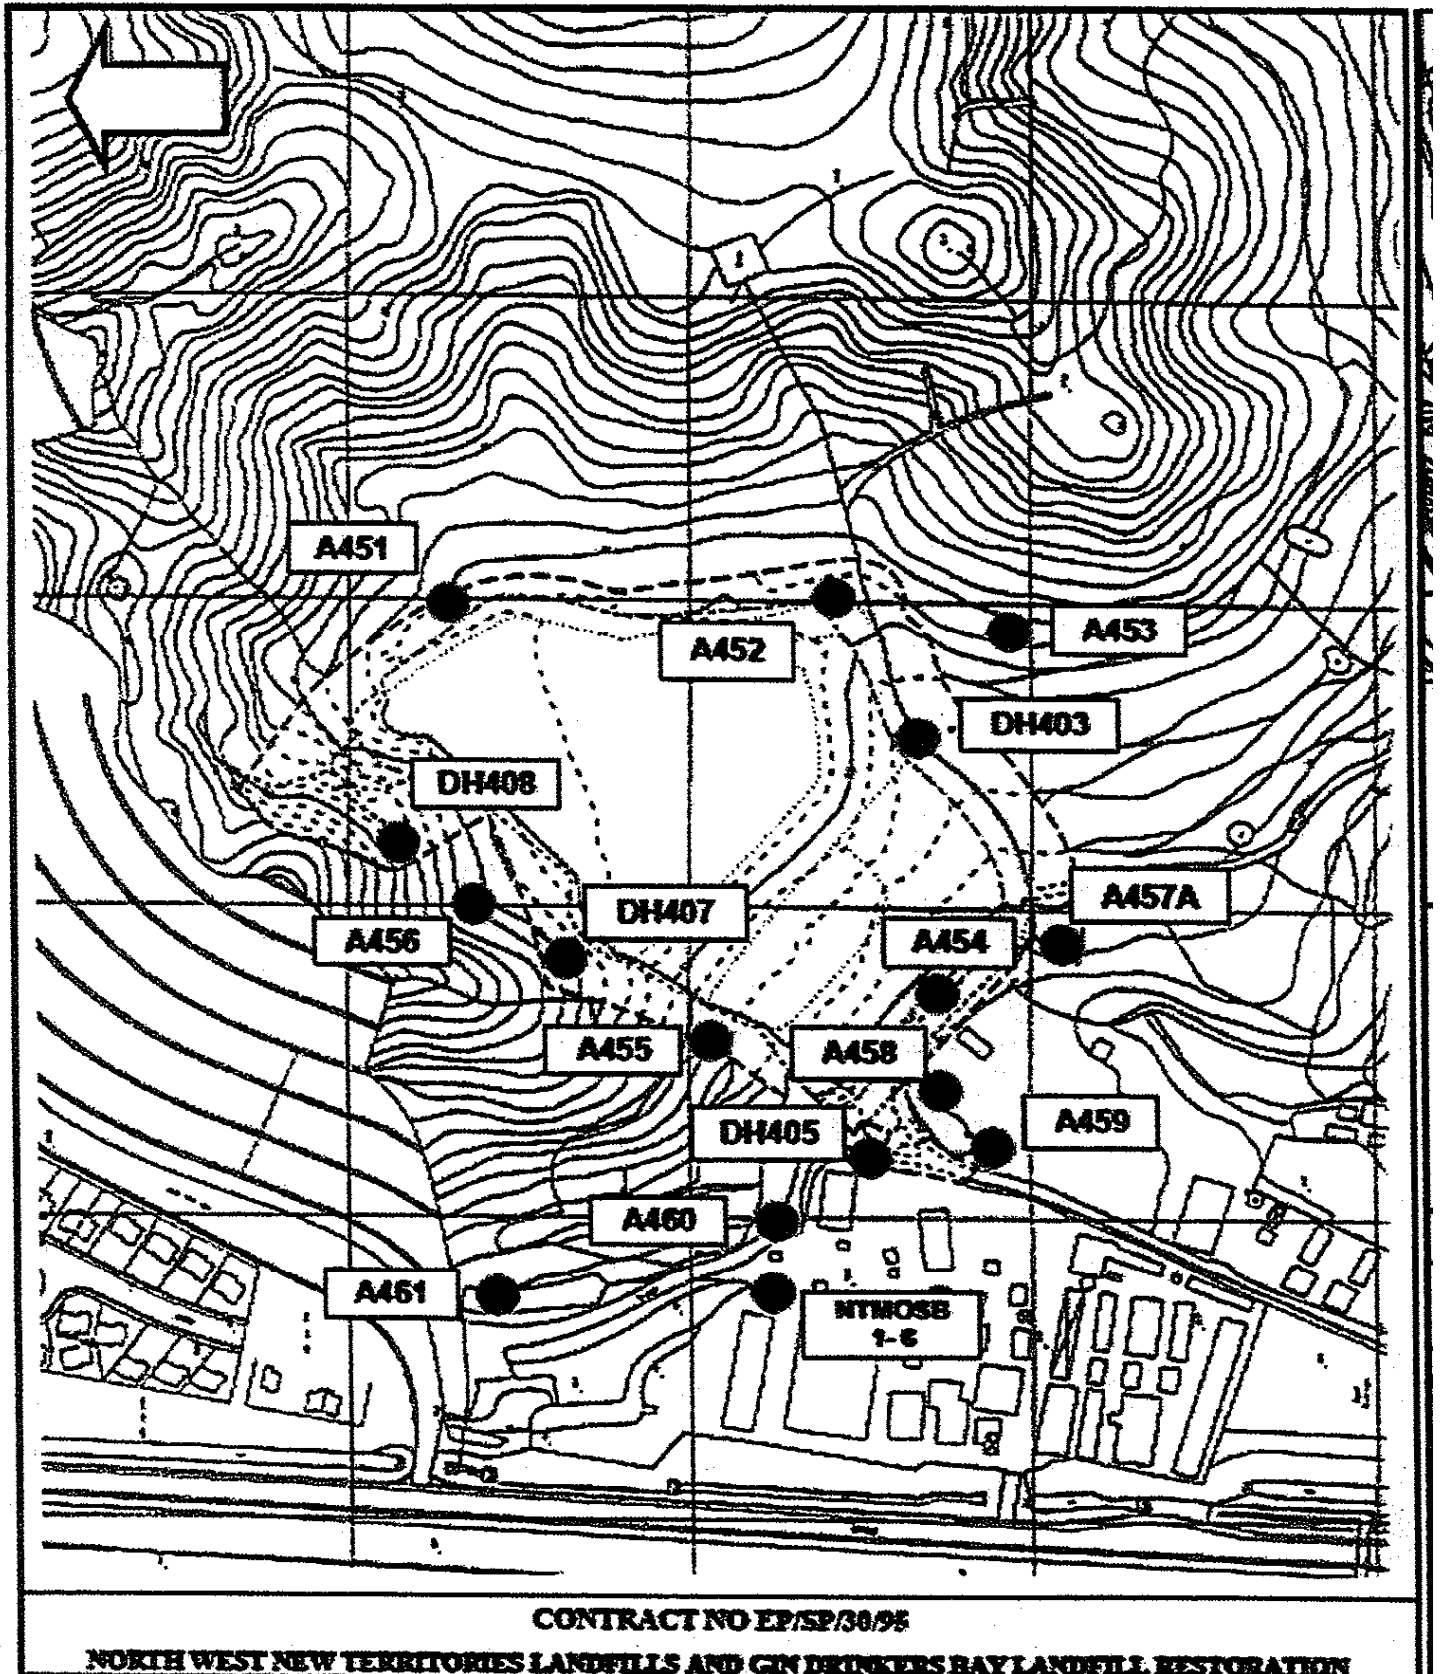 A451
A452
A453
DH403
DH408
A457A
DH407
A454
A456
A455
A458
A459
DH405
A460
A461
NTMOSB
1-6
CONTRACT NO EP/SP/30/95
NORTH WEST NEW TERRITORIES LANDFILLS AND GIN DRINKERS BAY LANDFILL RESTORATION